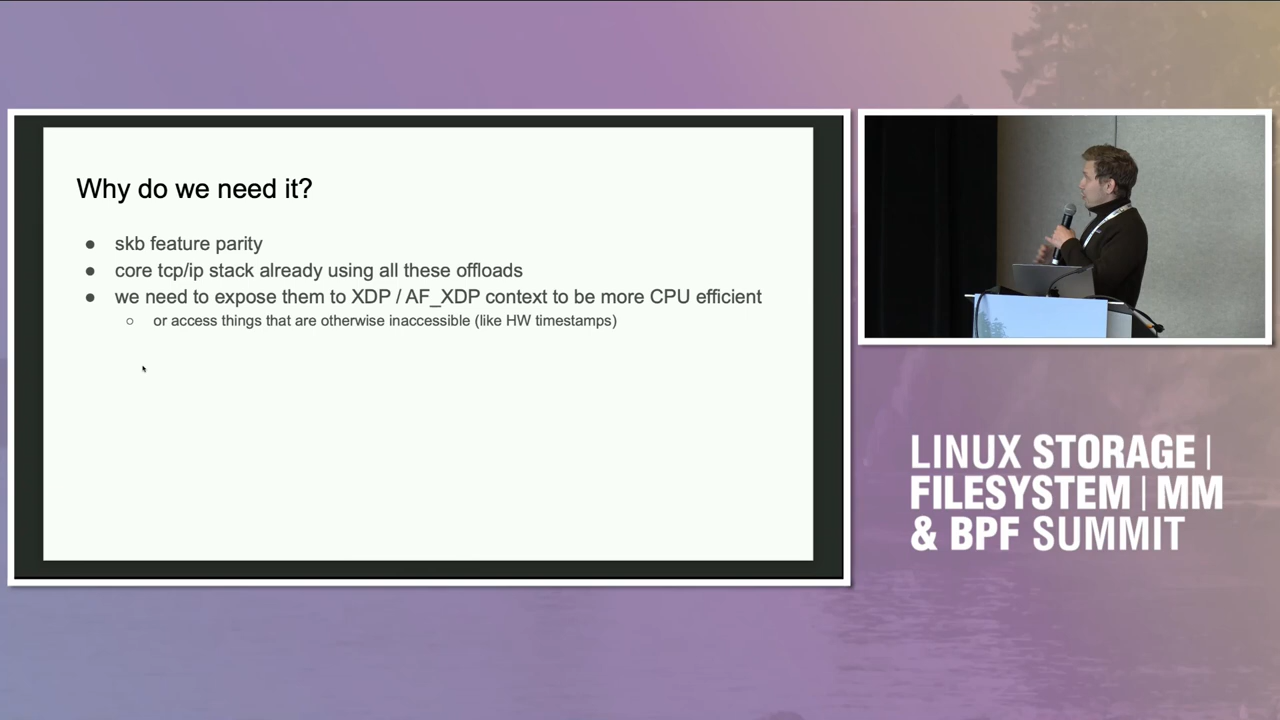 Why do we need it?
● skb feature parity
● core tcp/ip stack already using all these offloads
● we need to expose them to XDP / AF_XDP context to be more CPU efficient
○ or access things that are otherwise inaccessible (like HW timestamps)
LINUX STORAGE |
FILESYSTEM | MM
& BPF SUMMIT